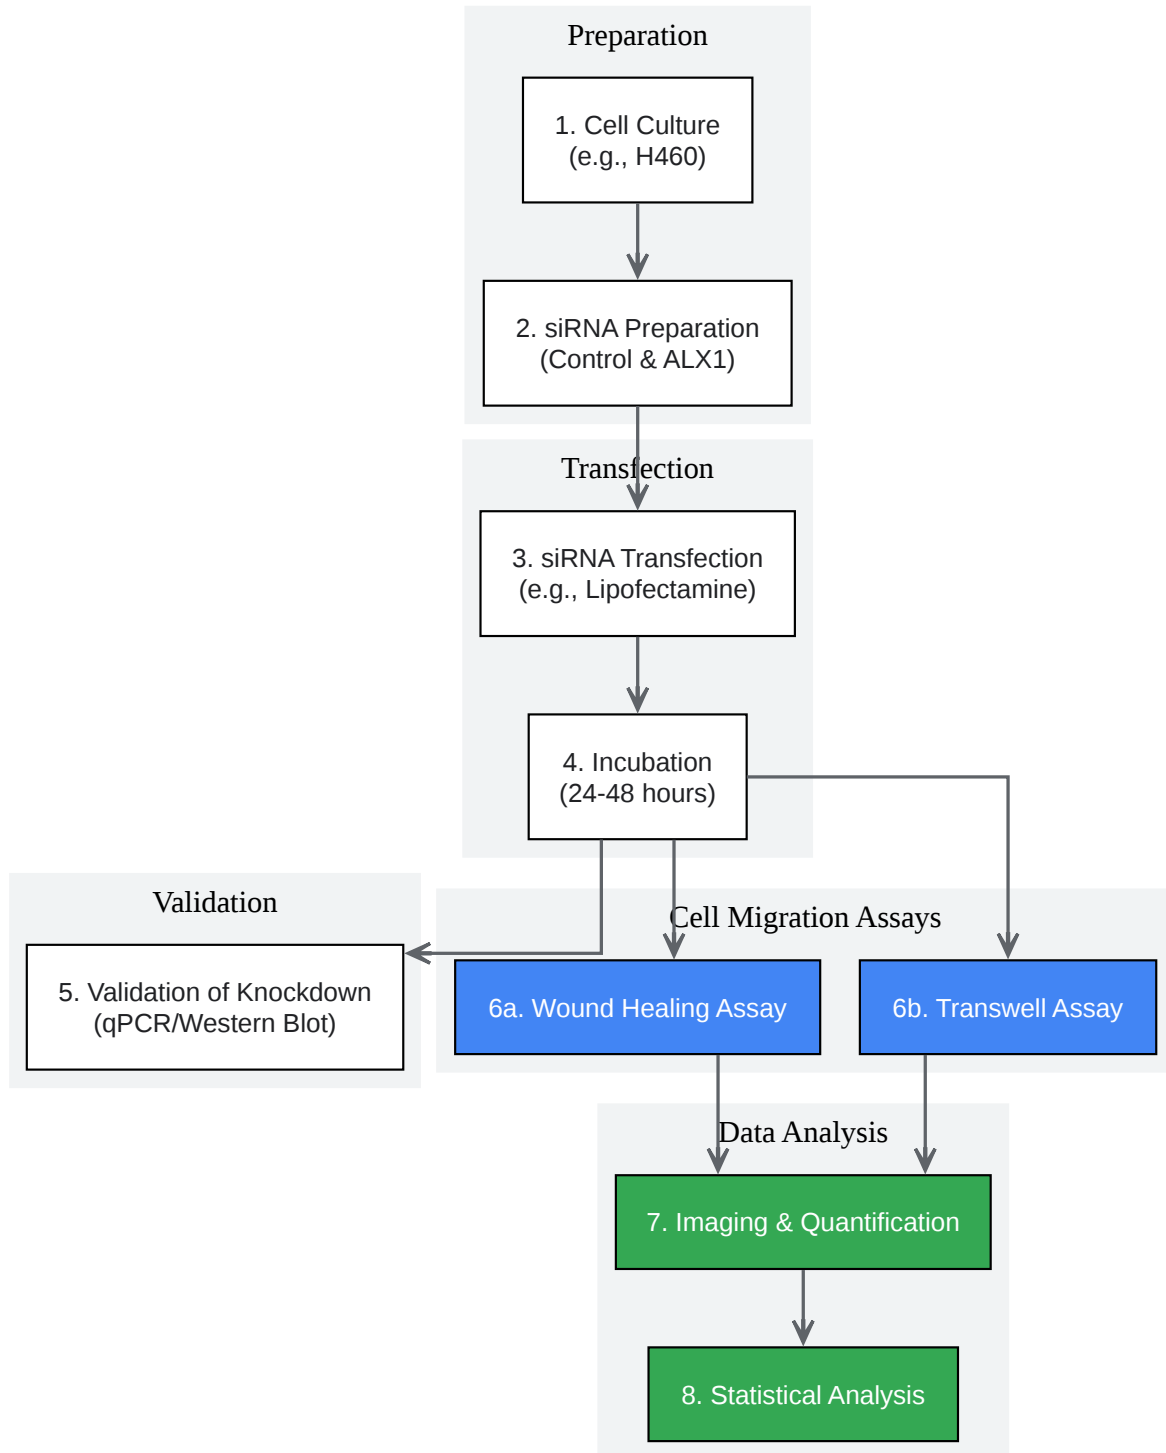 Preparation
1. Cell Culture
(e.g., H460)
2. siRNA Preparation
(Control & ALX1)
Transfection
3. siRNA Transfection
(e.g., Lipofectamine)
4. Incubation
(24-48 hours)
Validation
5. Validation of Knockdown
(qPCR/Western Blot)
Cell Migration Assays
6a. Wound Healing Assay
6b. Transwell Assay
Data Analysis
7. Imaging & Quantification
8. Statistical Analysis